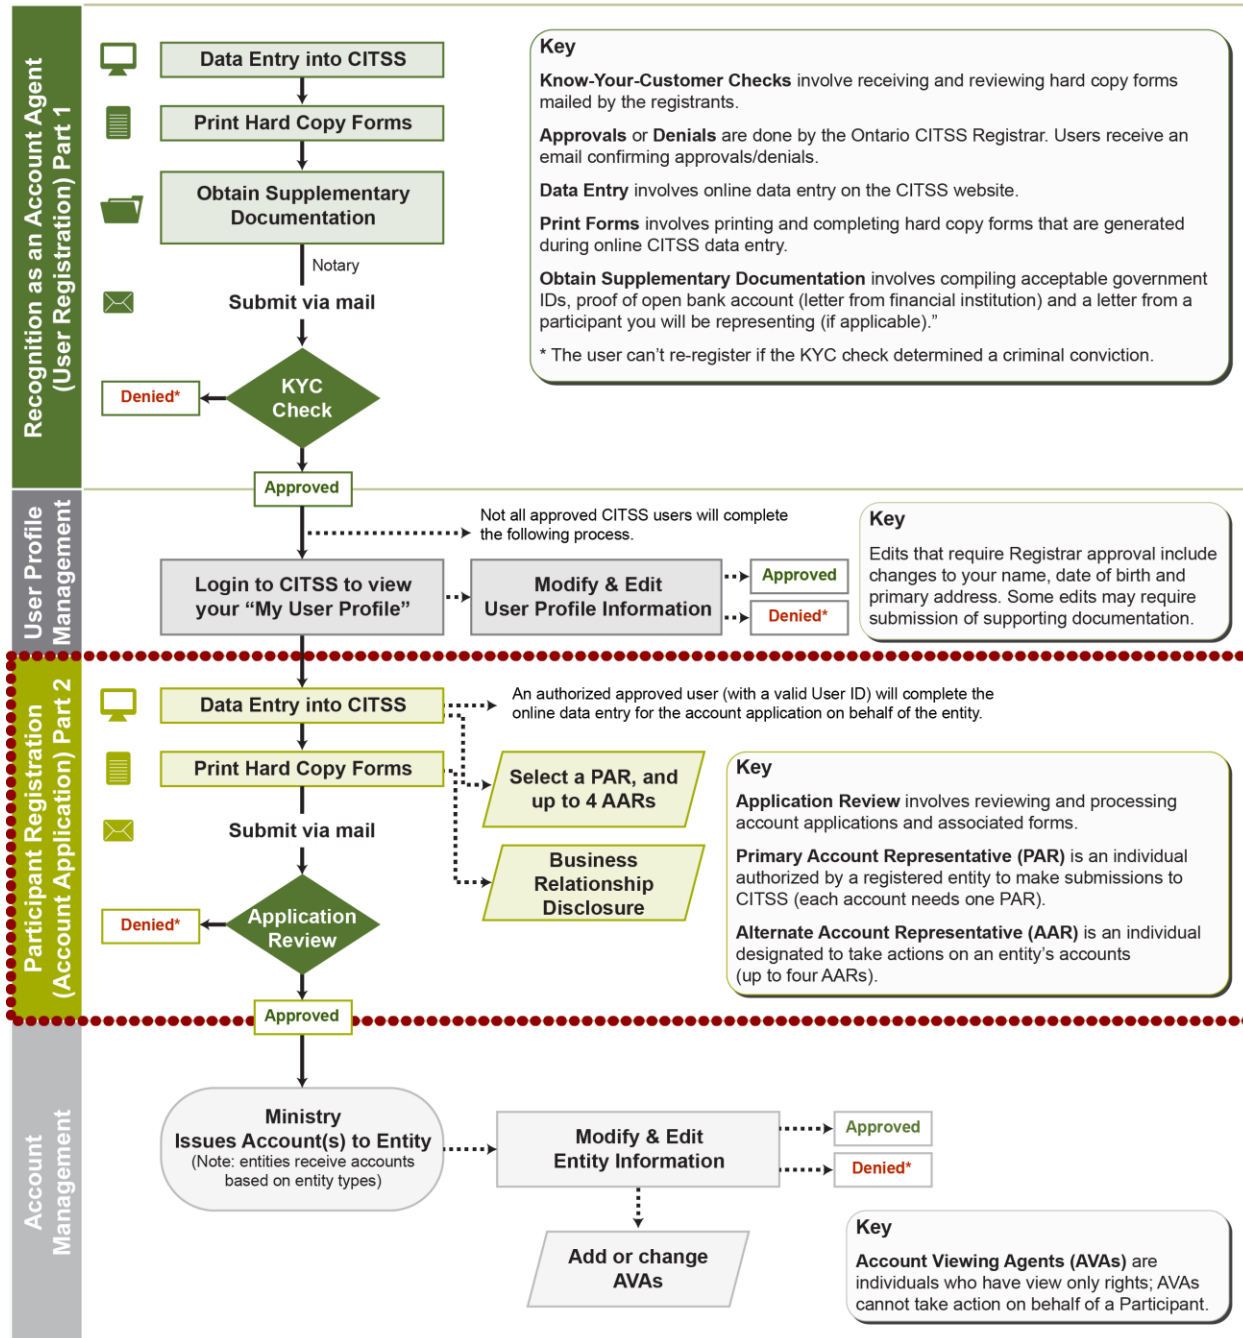 Recognition as an Account Agent
(User Registration) Part 1
Data Entry into CITSS
Print Hard Copy Forms
Obtain Supplementary
Documentation
Notary
Submit via mail
KYC
Check
Denied*
Approved
Key
Know-Your-Customer Checks involve receiving and reviewing hard copy forms
mailed by the registrants.
Approvals or Denials are done by the Ontario CITSS Registrar. Users receive an
email confirming approvals/denials.
Data Entry involves online data entry on the CITSS website.
Print Forms involves printing and completing hard copy forms that are generated
during online CITSS data entry.
Obtain Supplementary Documentation involves compiling acceptable government
IDs, proof of open bank account (letter from financial institution) and a letter from a
participant you will be representing (if applicable).”
* The user can’t re-register if the KYC check determined a criminal conviction.
User Profile
Management
Not all approved CITSS users will complete
the following process.
Login to CITSS to view
your “My User Profile”
Modify & Edit
User Profile Information
Approved
Denied*
Key
Edits that require Registrar approval include
changes to your name, date of birth and
primary address. Some edits may require
submission of supporting documentation.
Participant Registration
(Account Application) Part 2
Data Entry into CITSS
An authorized approved user (with a valid User ID) will complete the
online data entry for the account application on behalf of the entity.
Print Hard Copy Forms
Select a PAR, and
up to 4 AARs
Submit via mail
Business
Relationship
Disclosure
Application
Review
Denied*
Approved
Key
Application Review involves reviewing and processing
account applications and associated forms.
Primary Account Representative (PAR) is an individual
authorized by a registered entity to make submissions to
CITSS (each account needs one PAR).
Alternate Account Representative (AAR) is an individual
designated to take actions on an entity’s accounts
(up to four AARs).
Account
Management
Ministry
Issues Account(s) to Entity
(Note: entities receive accounts
based on entity types)
Modify & Edit
Entity Information
Approved
Denied*
Add or change
AVAs
Key
Account Viewing Agents (AVAs) are
individuals who have view only rights; AVAs
cannot take action on behalf of a Participant.